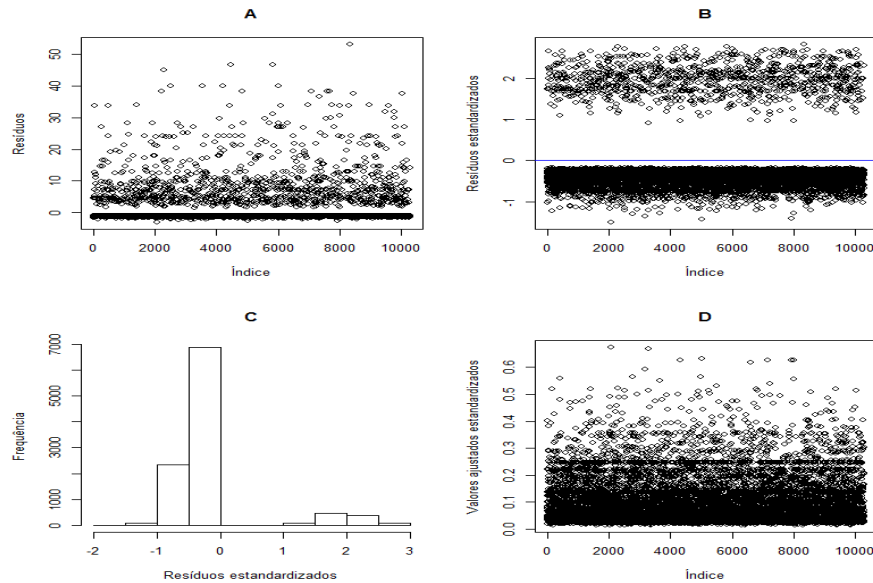 A
Resíduos
50
40
30
20
10
0
0 2000 4000 6000 8000 10000
Índice
B
Resíduos estandardizados
2
1
0
-1
0 2000 4000 6000 8000 10000
Índice
C
Frequência
7000
5000
3000
0 1000
-2 -1 0 1 2 3
Resíduos estandardizados
D
Valores ajustados estandardizados
0.6
0.5
0.4
0.3
0.2
0.1
0.0
0 2000 4000 6000 8000 10000
Índice